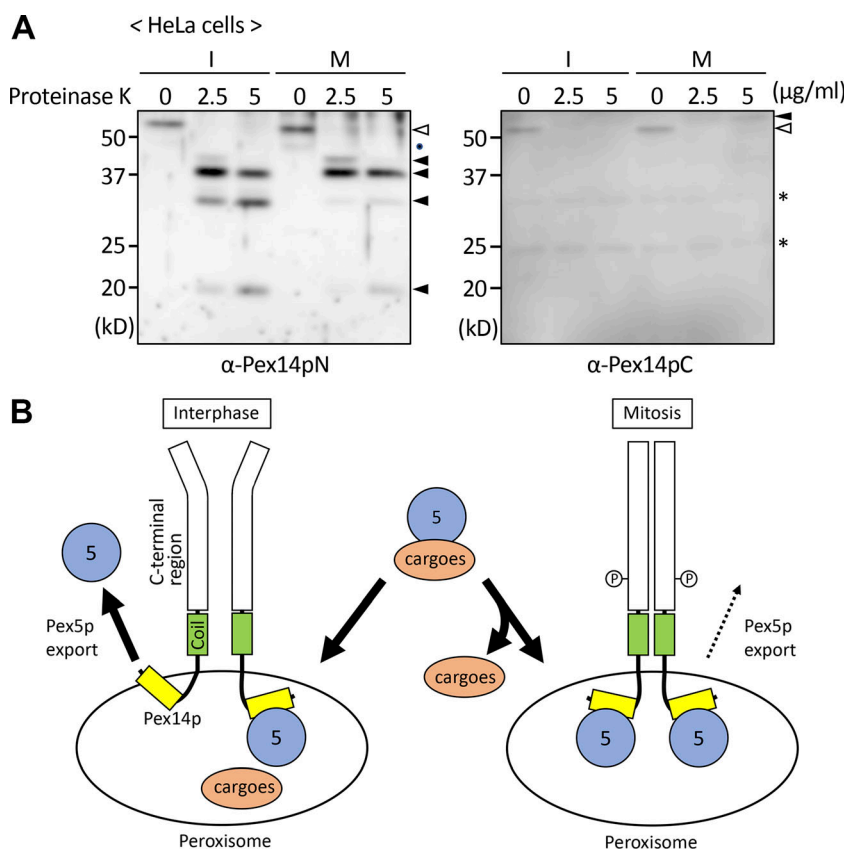 A
< HeLa cells >
I M I M
Proteinase K 0 2.5 5 0 2.5 5 0 2.5 5 0 2.5 5 (μg/ml)
50 50
37 37
* 
25 25 *
20 20
(kD) (kD)
α-Pex14pN α-Pex14pC
B
Interphase Mitosis
C-terminal
region
5 5
cargoes
P P
Coil
Pex5p
export
Pex5p
export
cargoes
Pex14p
5 5 5
cargoes
Peroxisome Peroxisome